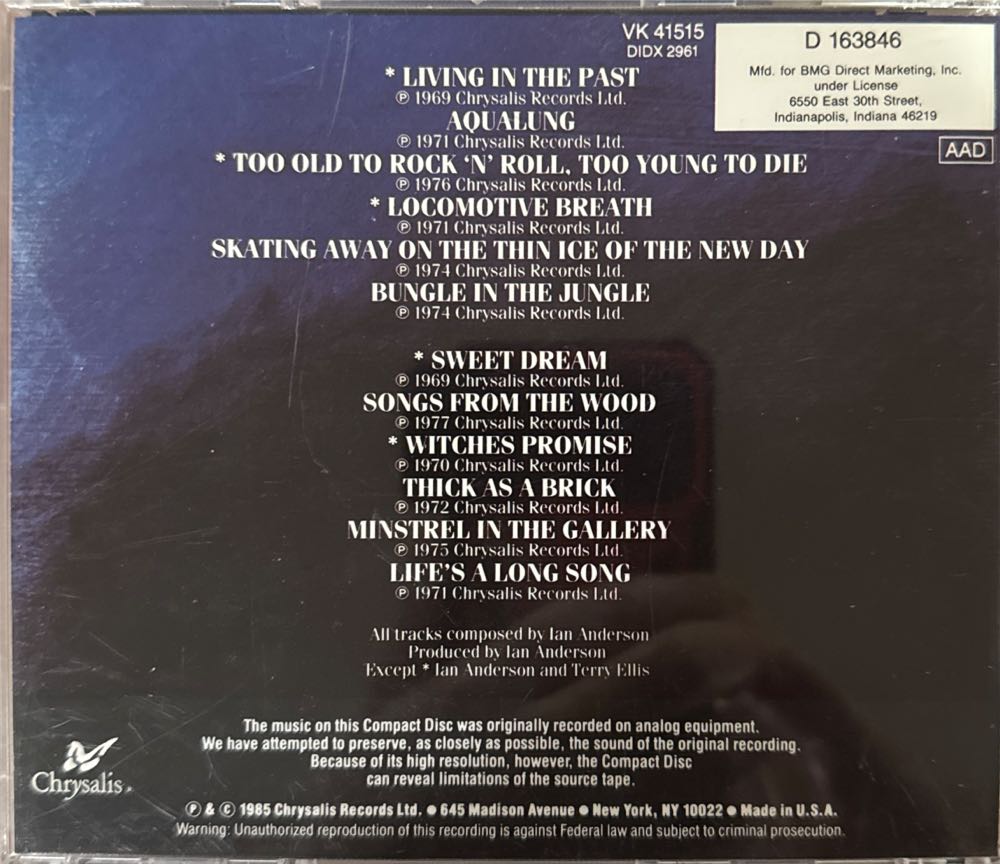 VK 41515
DIDX 2961
D 163846
Mfd. for BMG Direct Marketing, Inc.
under License
6550 East 30th Street,
Indianapolis, Indiana 46219
AAD
* LIVING IN THE PAST
℗ 1969 Chrysalis Records Ltd.
AQUALUNG
℗ 1971 Chrysalis Records Ltd.
* TOO OLD TO ROCK ‘N’ ROLL, TOO YOUNG TO DIE
℗ 1976 Chrysalis Records Ltd.
* LOCOMOTIVE BREATH
℗ 1971 Chrysalis Records Ltd.
SKATING AWAY ON THE THIN ICE OF THE NEW DAY
℗ 1974 Chrysalis Records Ltd.
BUNGLE IN THE JUNGLE
℗ 1974 Chrysalis Records Ltd.
* SWEET DREAM
℗ 1969 Chrysalis Records Ltd.
SONGS FROM THE WOOD
℗ 1977 Chrysalis Records Ltd.
* WITCHES PROMISE
℗ 1970 Chrysalis Records Ltd.
THICK AS A BRICK
℗ 1972 Chrysalis Records Ltd.
MINSTREL IN THE GALLERY
℗ 1975 Chrysalis Records Ltd.
LIFE'S A LONG SONG
℗ 1971 Chrysalis Records Ltd.
All tracks composed by Ian Anderson
Produced by Ian Anderson
Except * Ian Anderson and Terry Ellis
The music on this Compact Disc was originally recorded on analog equipment.
We have attempted to preserve, as closely as possible, the sound of the original recording.
Because of its high resolution, however, the Compact Disc
can reveal limitations of the source tape.
Chrysalis
℗ & © 1985 Chrysalis Records Ltd. ● 645 Madison Avenue ● New York, NY 10022 ● Made in U.S.A.
Warning: Unauthorized reproduction of this recording is against Federal law and subject to criminal prosecution.